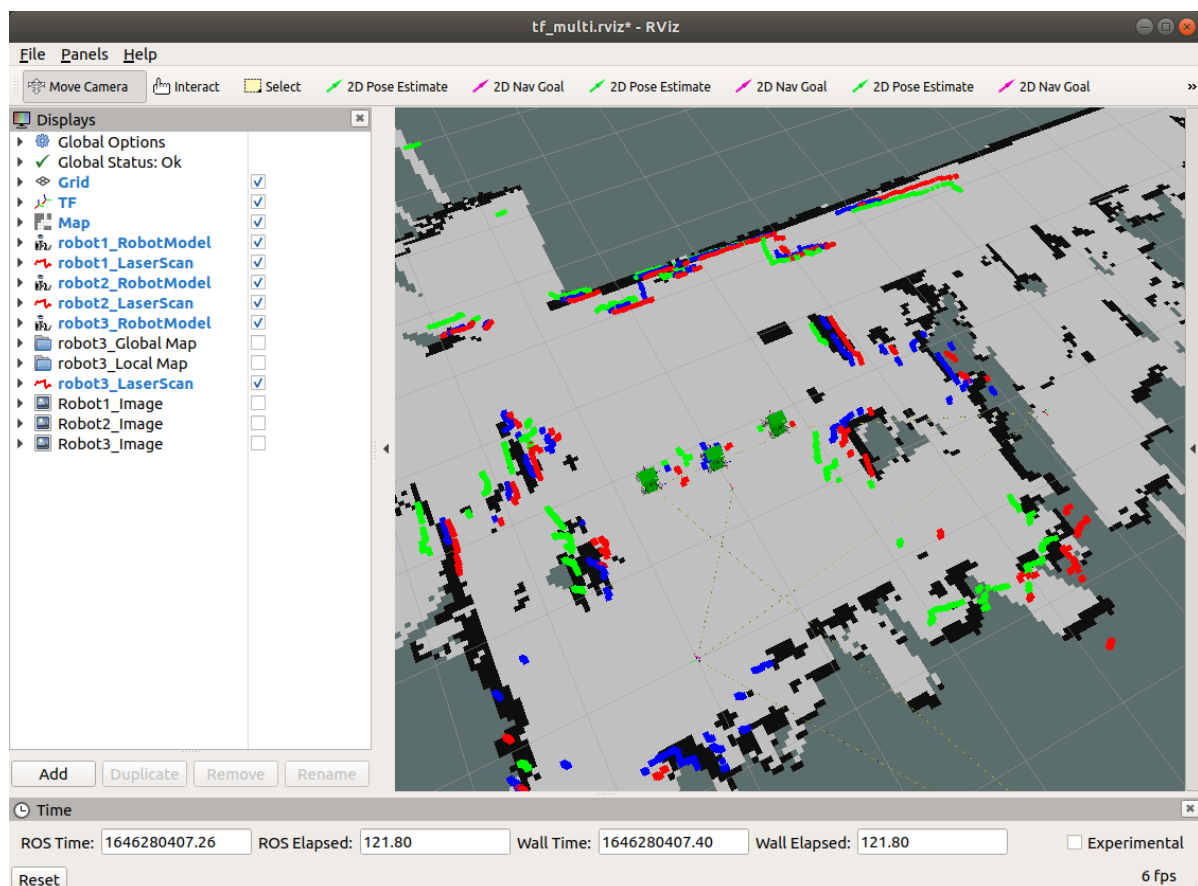 tf_multi.rviz* - RViz
File Panels Help
Move Camera Interact Select 2D Pose Estimate 2D Nav Goal 2D Pose Estimate 2D Nav Goal 2D Pose Estimate 2D Nav Goal »
Displays
Global Options
Global Status: Ok
Grid
TF
Map
robot1_RobotModel
robot1_LaserScan
robot2_RobotModel
robot2_LaserScan
robot3_RobotModel
robot3_Global Map
robot3_Local Map
robot3_LaserScan
Robot1_Image
Robot2_Image
Robot3_Image
Add Duplicate Remove Rename
Time
ROS Time: 1646280407.26 ROS Elapsed: 121.80 Wall Time: 1646280407.40 Wall Elapsed: 121.80 Experimental
Reset 6 fps